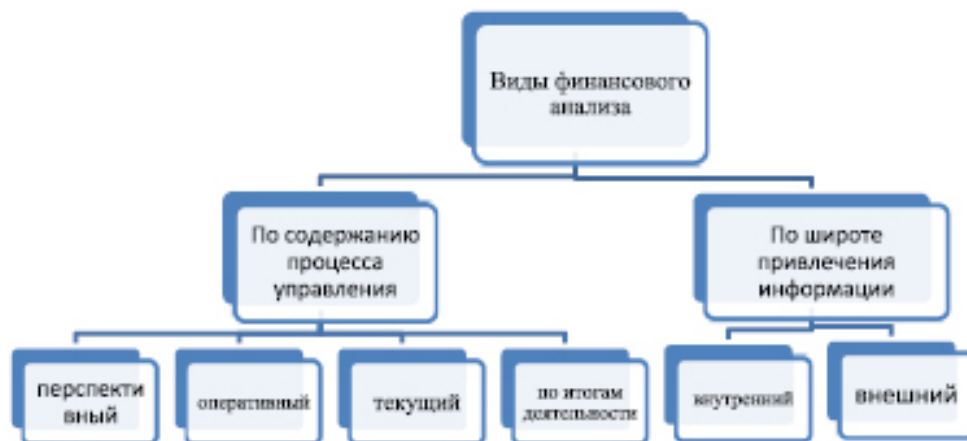 Виды финансового
анализа
По содержанию
процесса
управления
По широте
привлечения
информации
перспекти
вный
оперативный
текущий
по итогам
деятельности
внутренний
внешний